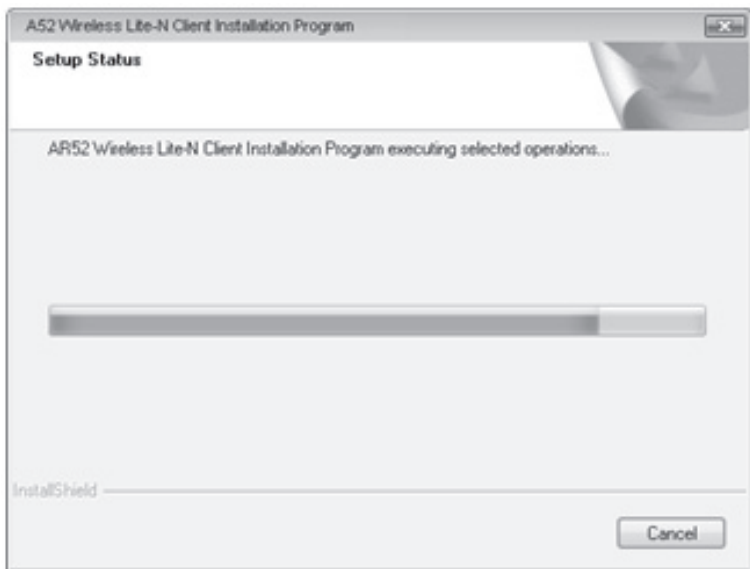 A52 Wireless Lite-N Client Installation Program
Setup Status
AR52 Wireless Lite-N Client Installation Program executing selected operations...
InstallShield
Cancel